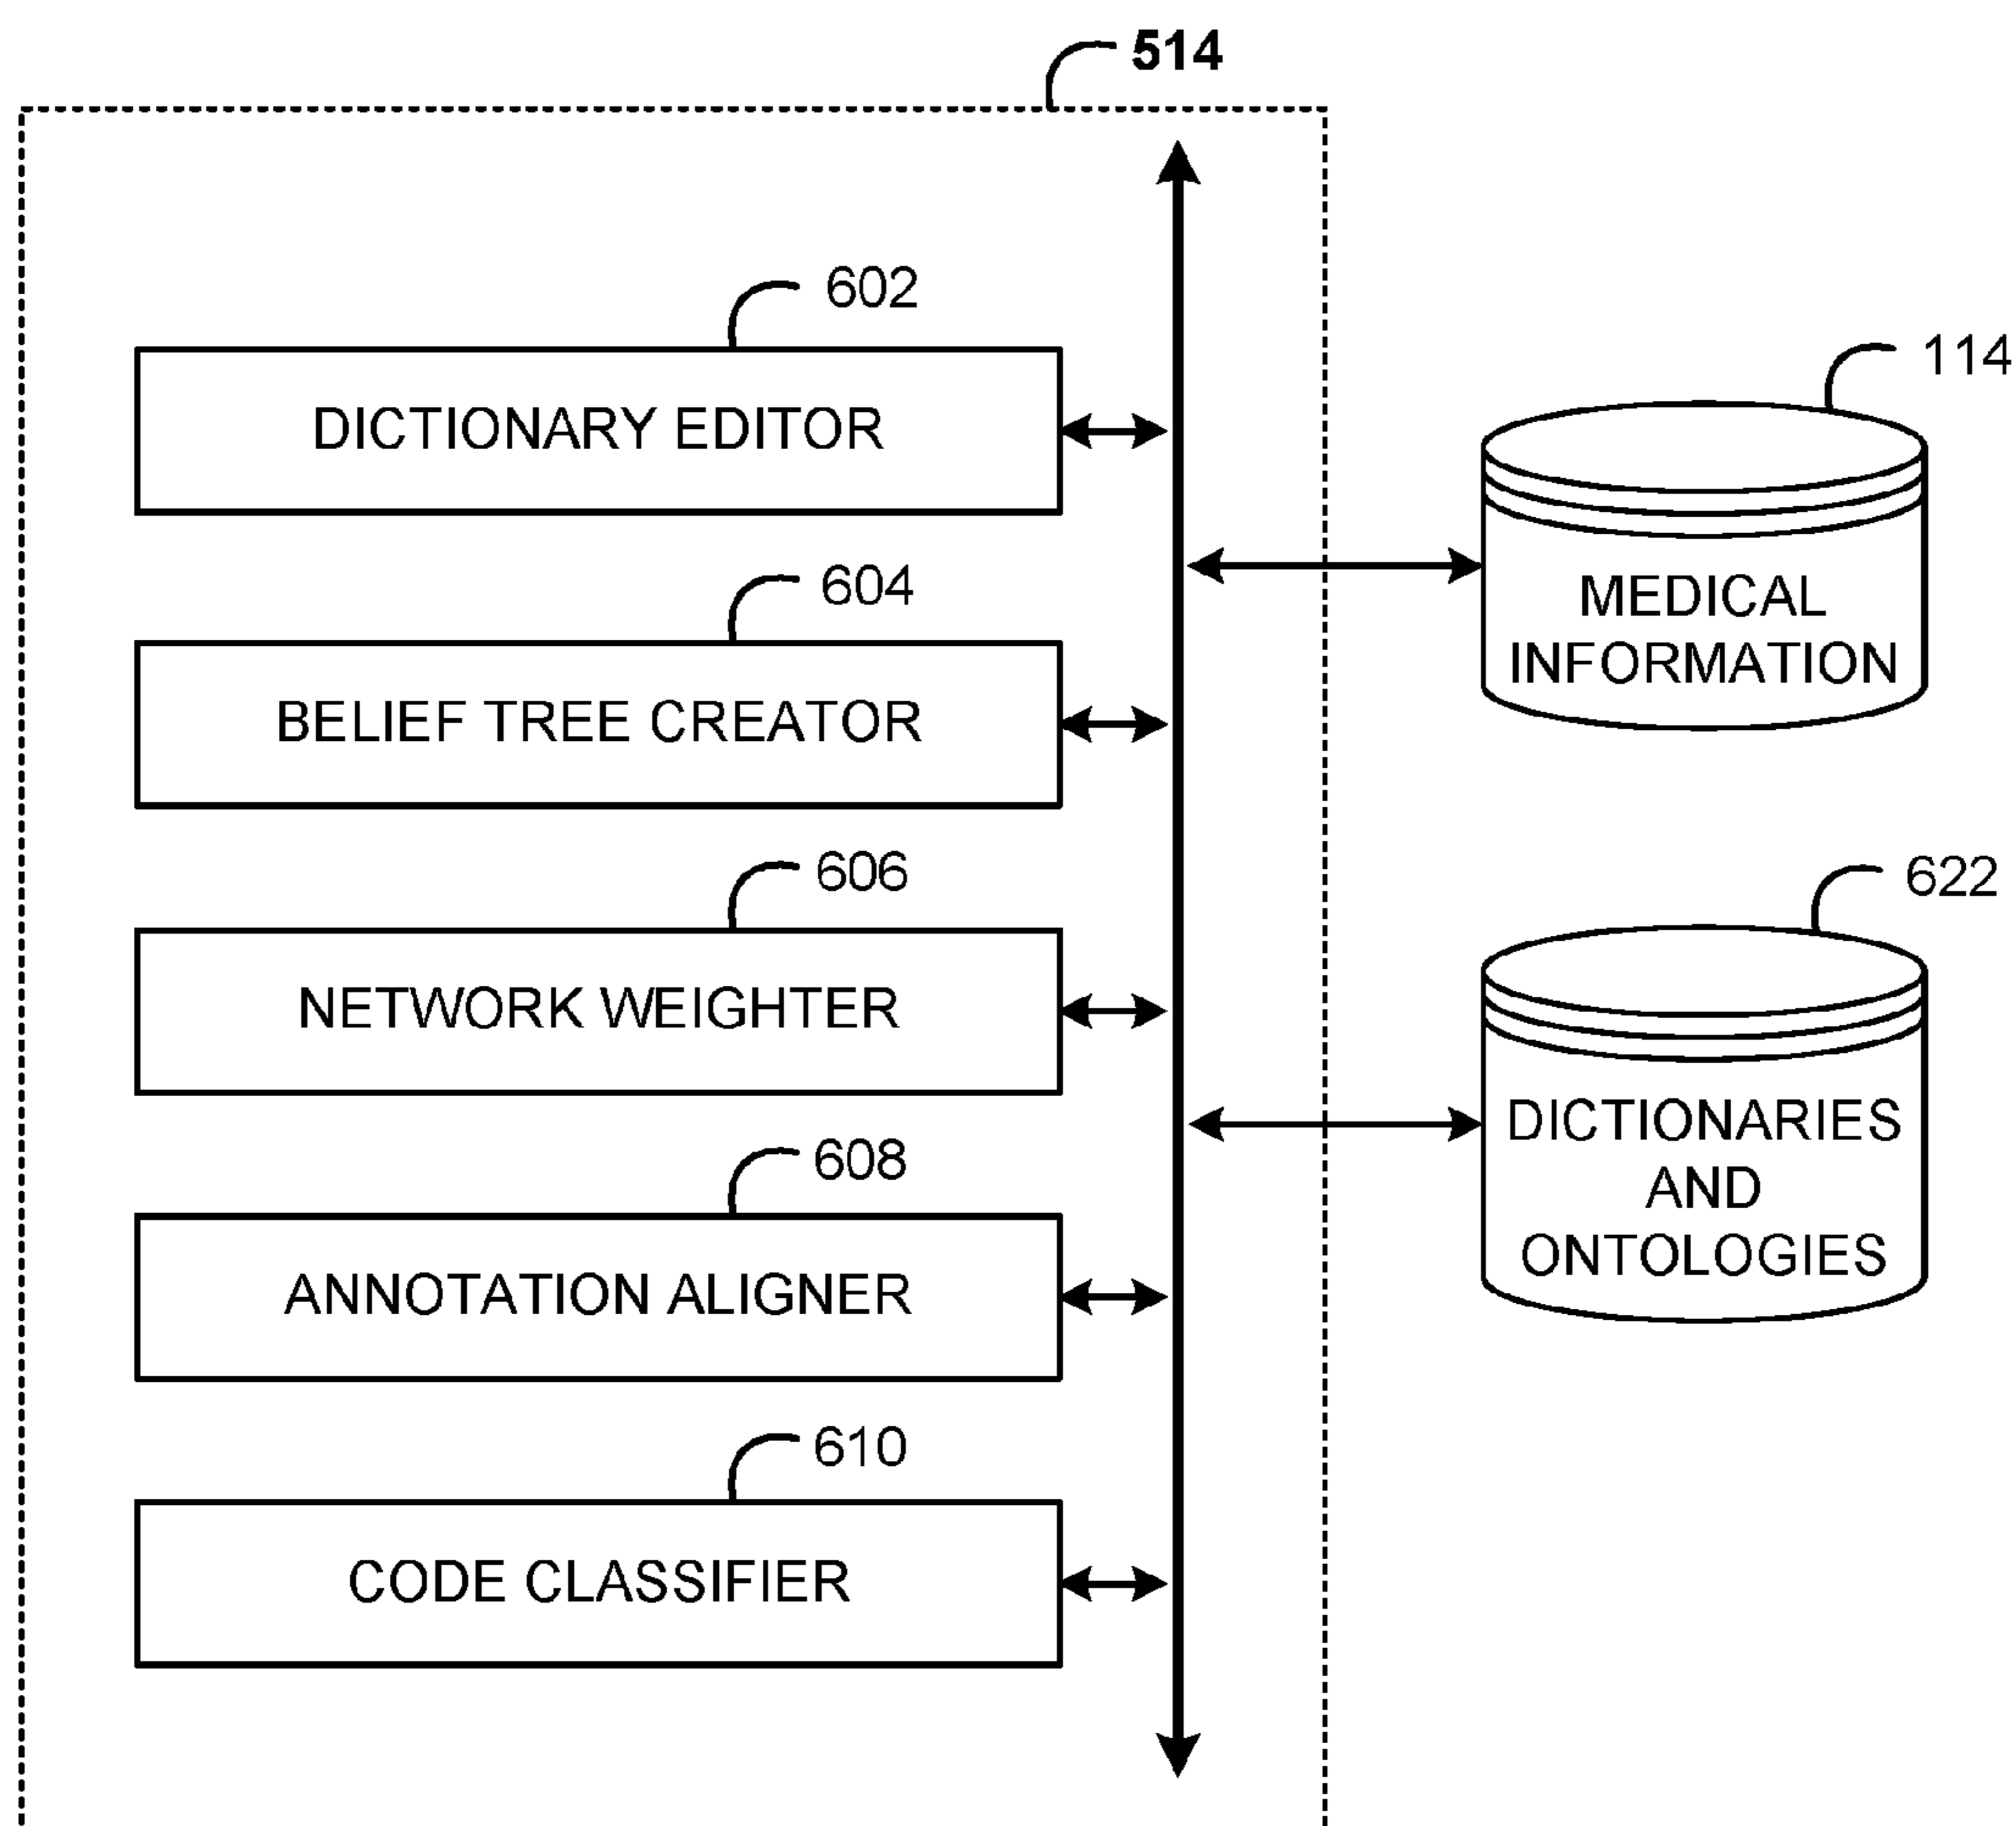 514
602
DICTIONARY EDITOR
114
MEDICAL
INFORMATION
604
BELIEF TREE CREATOR
606
NETWORK WEIGHTER
622
DICTIONARIES
AND
ONTOLOGIES
608
ANNOTATION ALIGNER
610
CODE CLASSIFIER